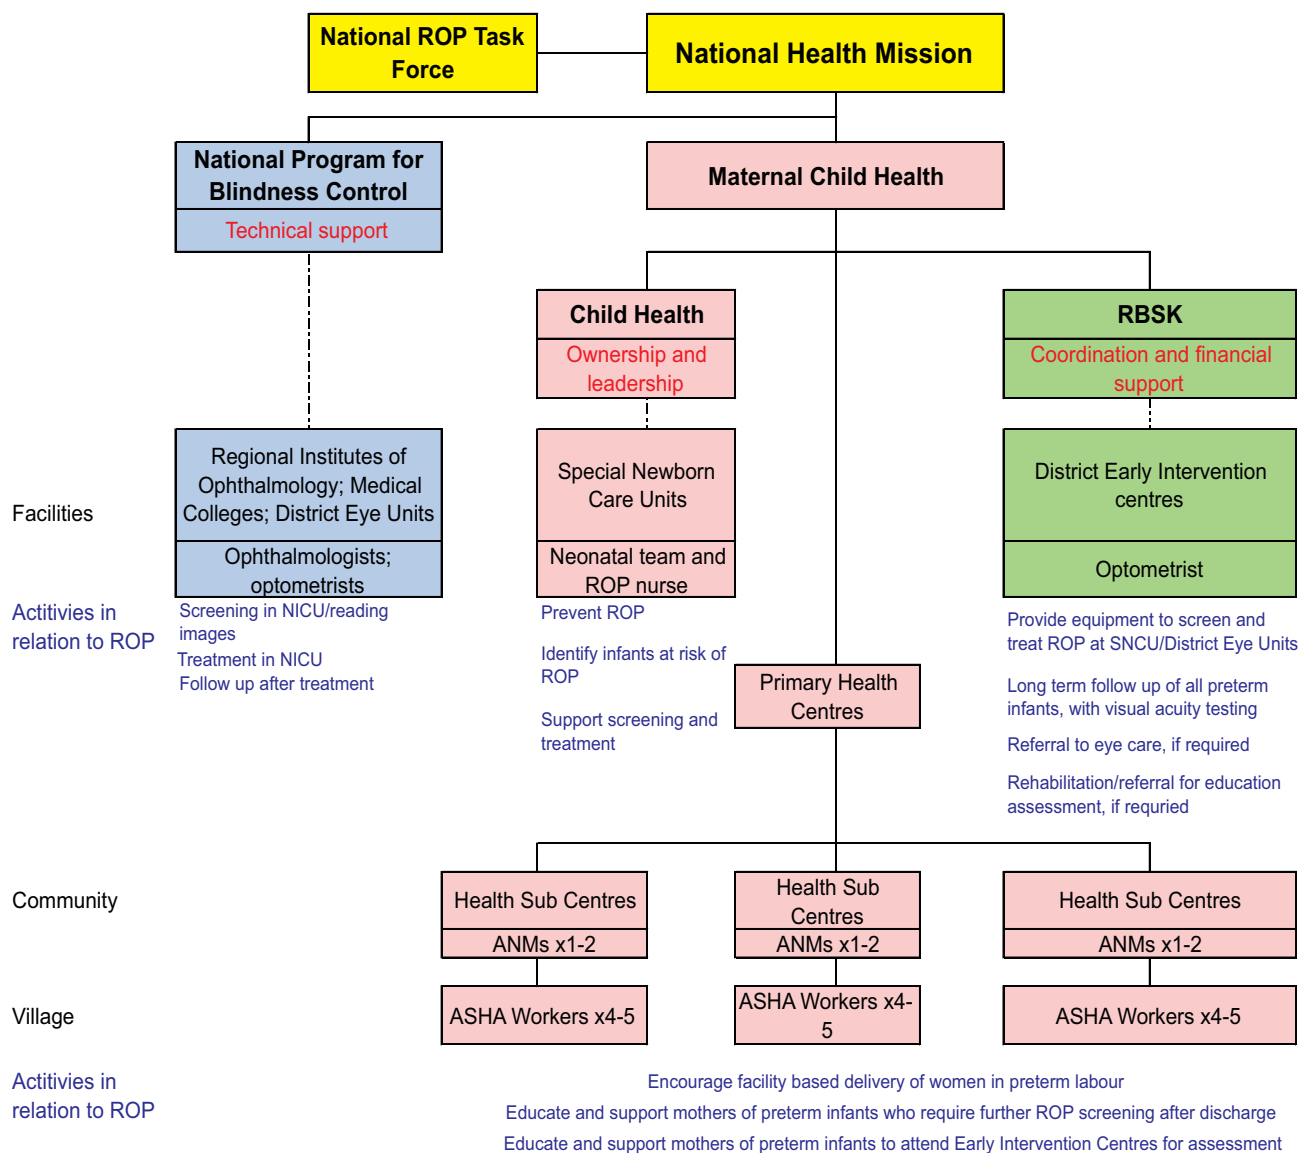 National ROP Task
Force
National Health Mission
National Program for
Blindness Control
Technical support
Maternal Child Health
Child Health
Ownership and
leadership
RBSK
Coordination and financial
support
Facilities
Regional Institutes of
Ophthalmology; Medical
Colleges; District Eye Units
Ophthalmologists;
optometrists
Special Newborn
Care Units
Neonatal team and
ROP nurse
District Early Intervention
centres
Optometrist
Actitivies in
relation to ROP
Screening in NICU/reading
images
Treatment in NICU
Follow up after treatment
Prevent ROP
Identify infants at risk of
ROP
Support screening and
treatment
Primary Health
Centres
Provide equipment to screen and
treat ROP at SNCU/District Eye Units
Long term follow up of all preterm
infants, with visual acuity testing
Referral to eye care, if required
Rehabilitation/referral for education
assessment, if requried
Community
Health Sub Centres
ANMs x1-2
Health Sub
Centres
ANMs x1-2
Health Sub Centres
ANMs x1-2
Village
ASHA Workers x4-5
ASHA Workers x4-
5
ASHA Workers x4-5
Actitivies in
relation to ROP
Encourage facility based delivery of women in preterm labour
Educate and support mothers of preterm infants who require further ROP screening after discharge
Educate and support mothers of preterm infants to attend Early Intervention Centres for assessment